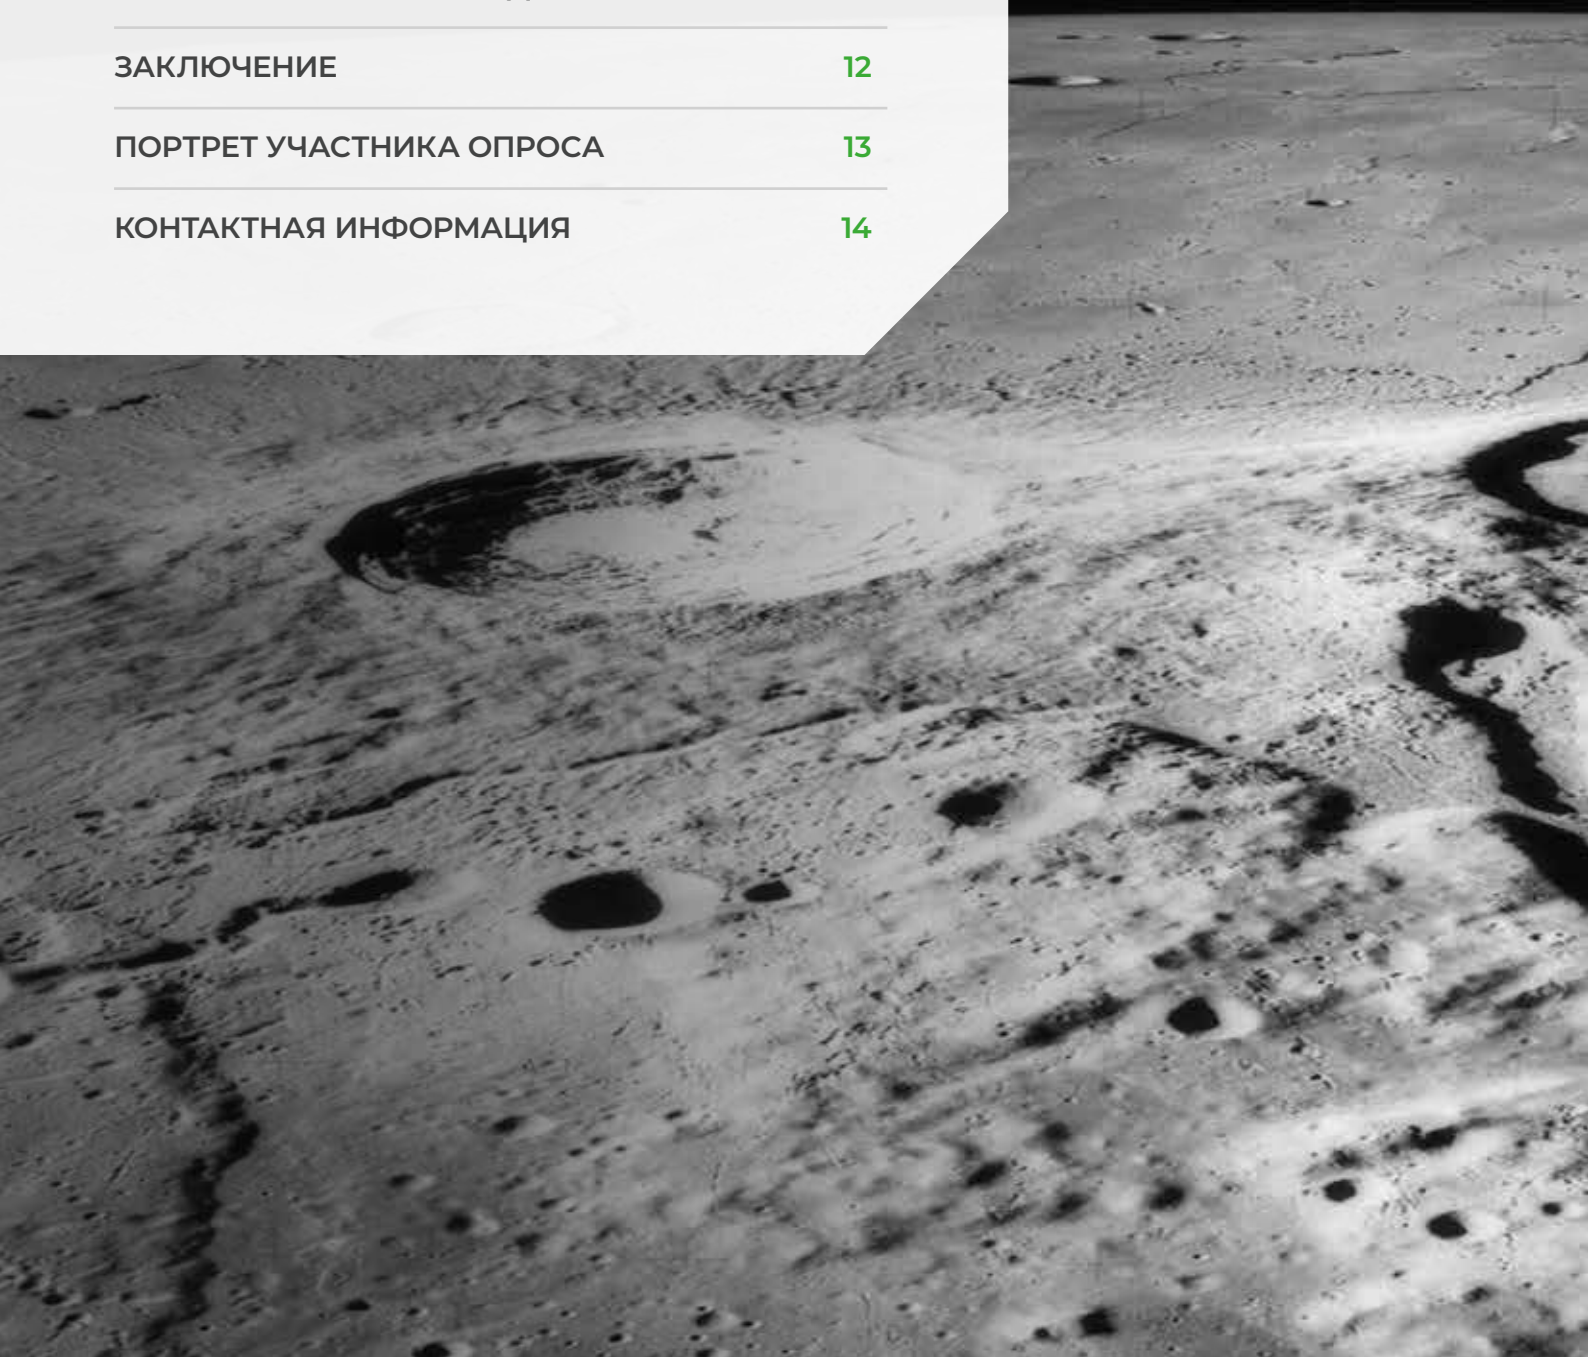 ЗАКЛЮЧЕНИЕ 12
ПОРТРЕТ УЧАСТНИКА ОПРОСА 13
КОНТАКТНАЯ ИНФОРМАЦИЯ 14